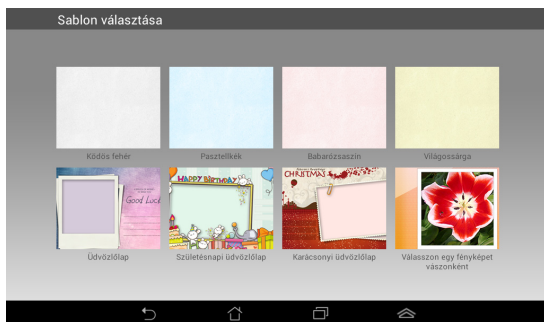 Sablon választása
Ködös fehér
Pasztellkék
Babarózsaszín
Világossárga
Good Luck
HAPPY BIRTHDAY
CHRISTMAS
Üdvözlőlap
Születésnapi üdvözlőlap
Karácsonyi üdvözlőlap
Válasszon egy fényképet
vászonként